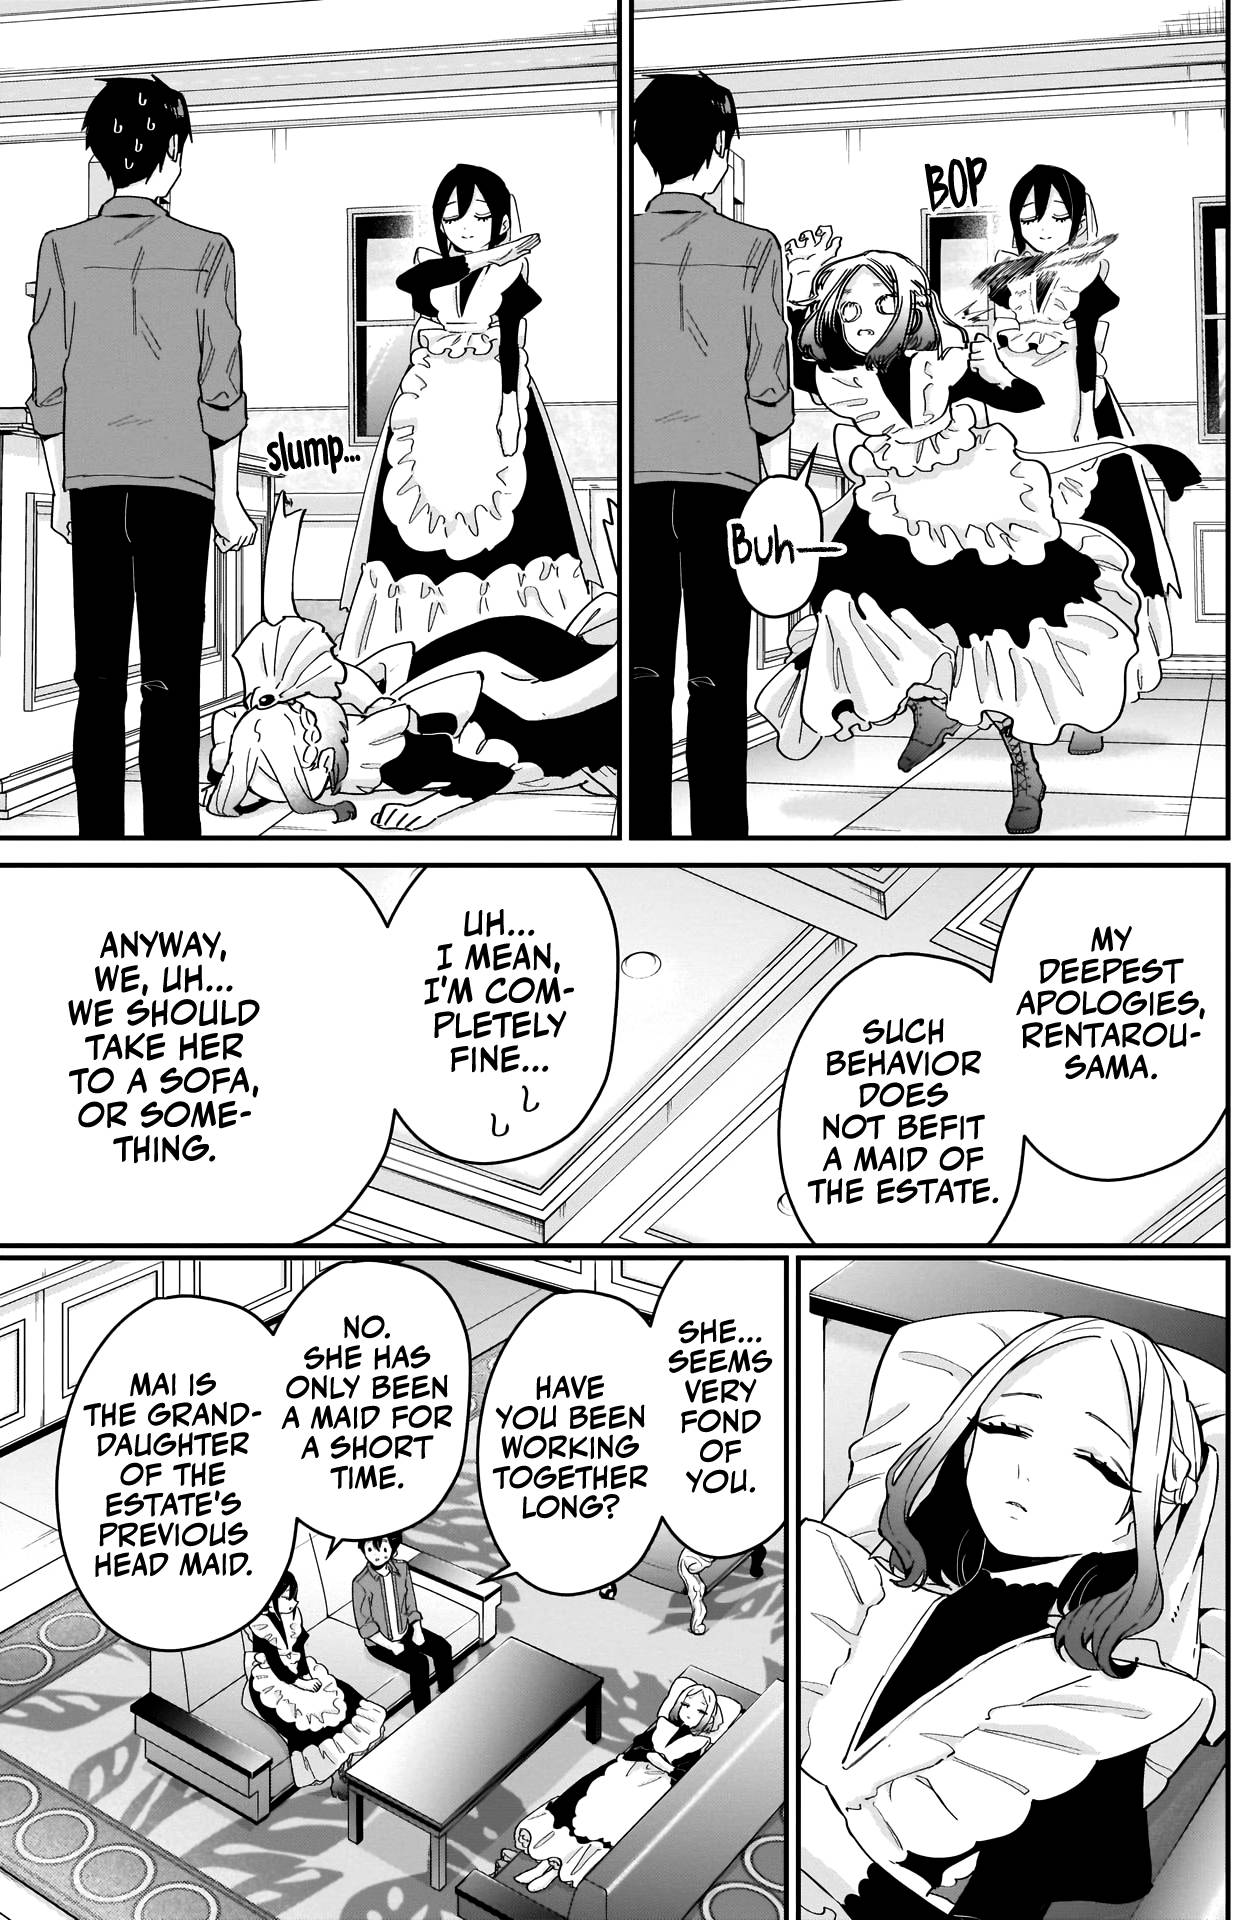 BOP
Buh—
slump...
MY
DEEPEST
APOLOGIES,
RENTAROU-
SAMA.
SUCH
BEHAVIOR
DOES
NOT BEFIT
A MAID OF
THE ESTATE.
UH...
I MEAN,
I'M COM-
PLETELY
FINE...
ANYWAY,
WE, UH...
WE SHOULD
TAKE HER
TO A SOFA,
OR SOME-
THING.
SHE...
SEEMS
VERY
FOND
OF
YOU.
HAVE
YOU BEEN
WORKING
TOGETHER
LONG?
NO.
SHE HAS
ONLY BEEN
A MAID FOR
A SHORT
TIME.
MAI IS
THE GRAND-
DAUGHTER
OF THE
ESTATE'S
PREVIOUS
HEAD MAID.